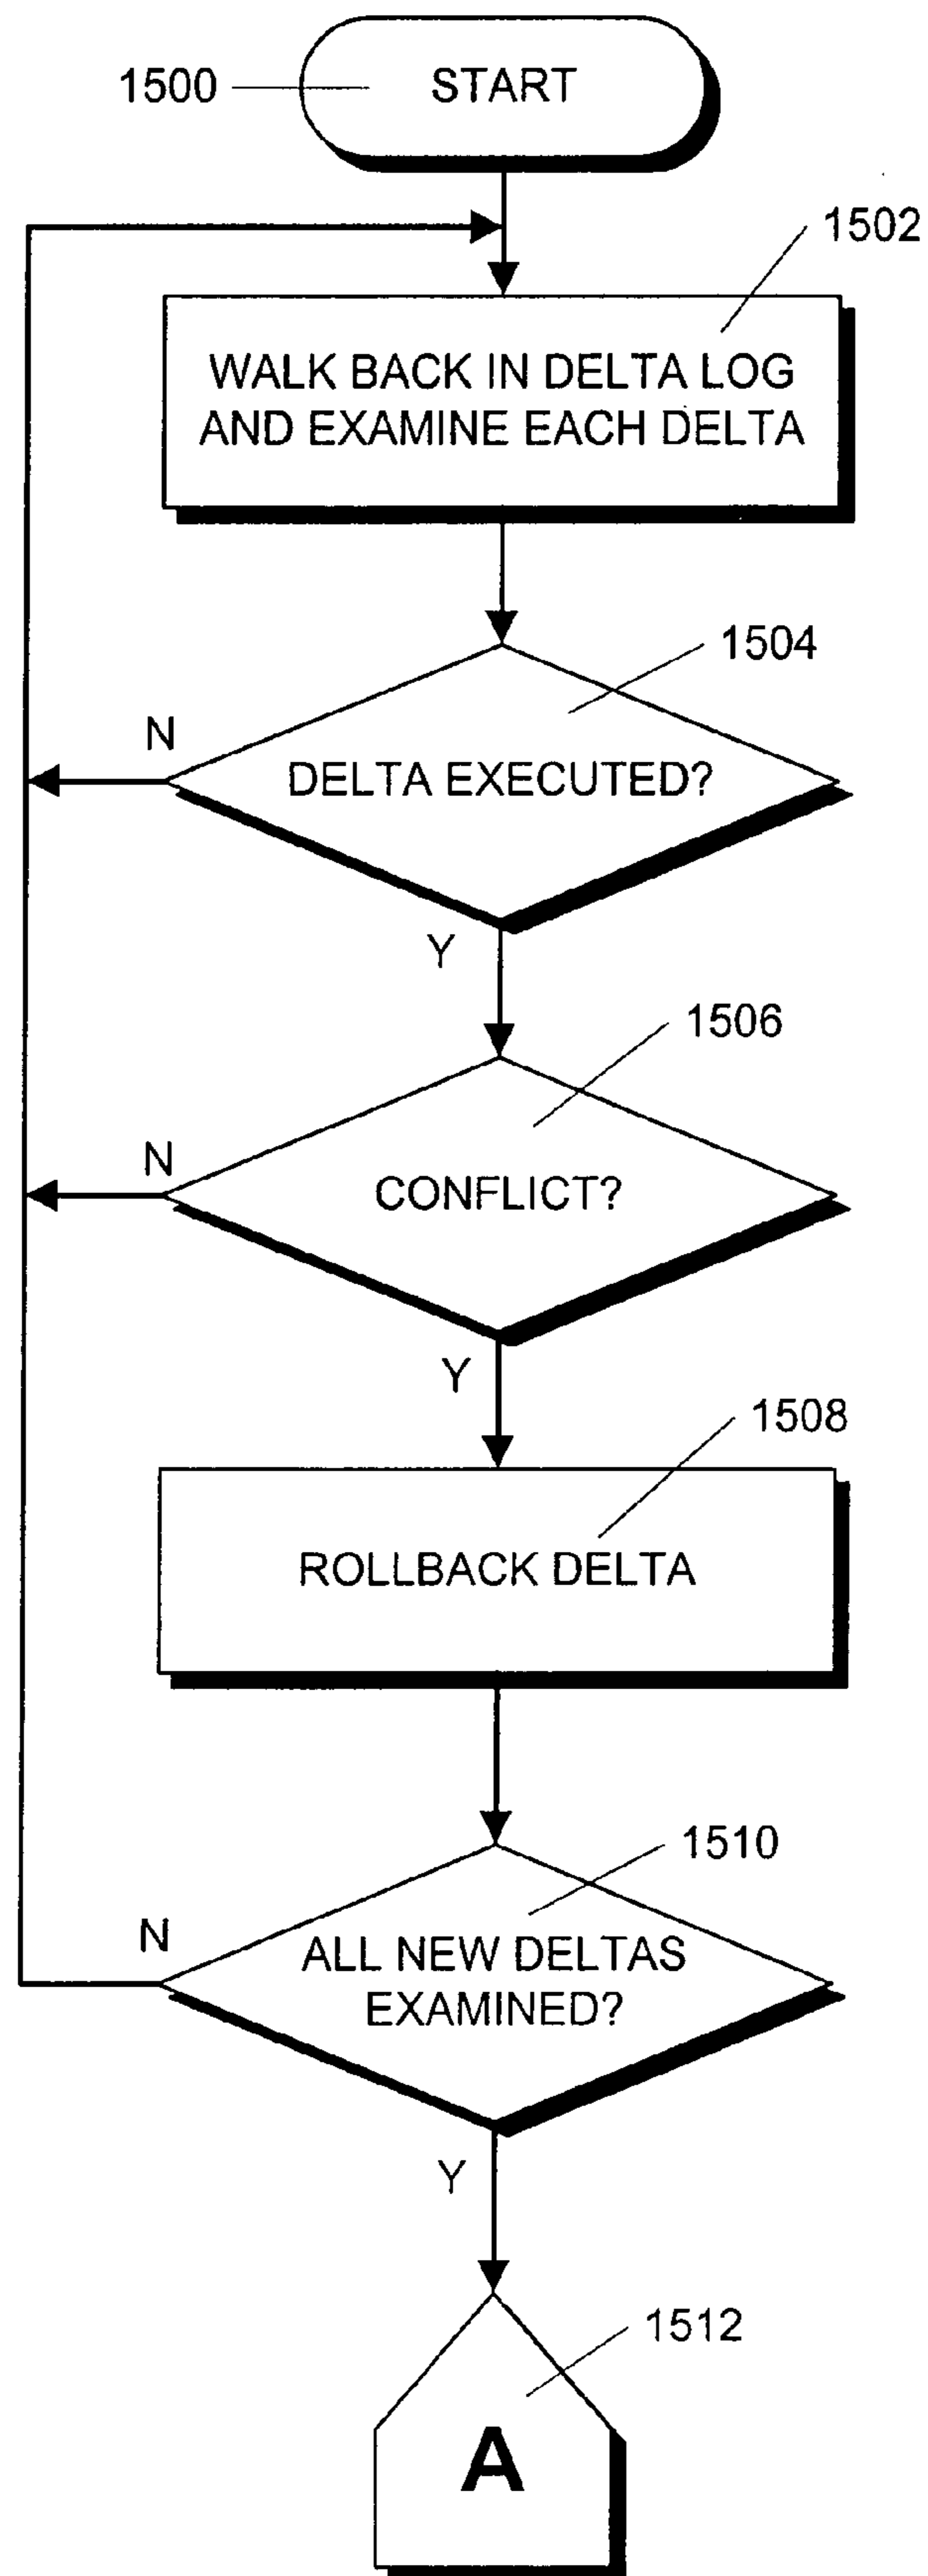 1500
START
1502
WALK BACK IN DELTA LOG
AND EXAMINE EACH DELTA
1504
N
DELTA EXECUTED?
Y
1506
N
CONFLICT?
Y
1508
ROLLBACK DELTA
1510
N
ALL NEW DELTAS
EXAMINED?
Y
1512
A